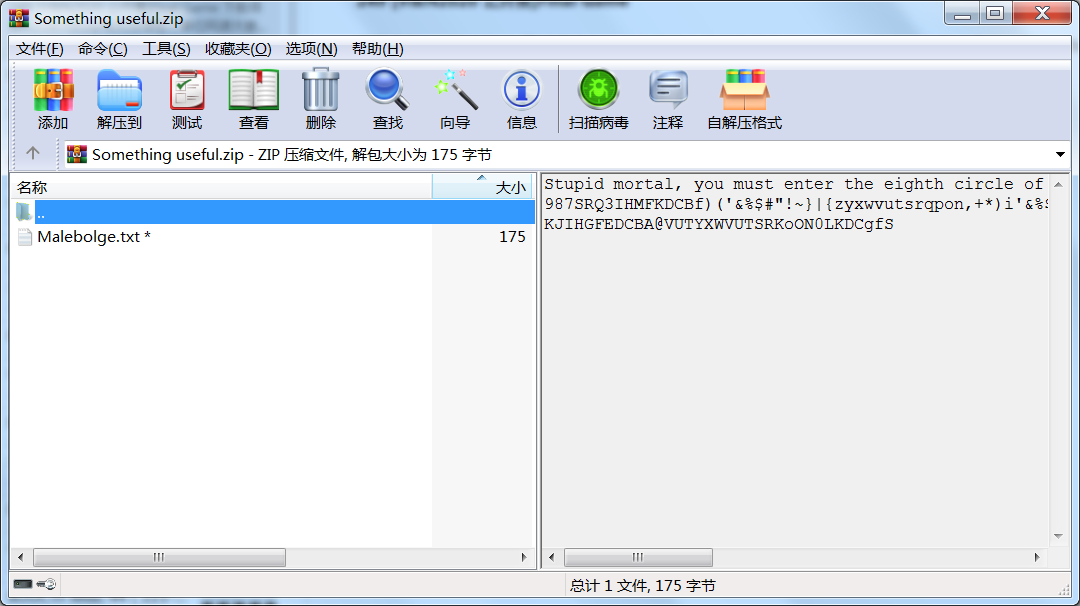 Something useful.zip
文件(F) 命令(C) 工具(S) 收藏夹(O) 选项(N) 帮助(H)
添加 解压到 测试 查看 删除 查找 向导 信息 扫描病毒 注释 自解压格式
Something useful.zip - ZIP 压缩文件, 解包大小为 175 字节
名称 大小
..
Malebolge.txt * 175
Stupid mortal, you must enter the eighth circle of
987SRQ3IHMFKDCBf)('&%$#"!~}|{zyxwvutsrqpon,+*)i'&%$
KJIHGFEDCBA@VUTYXWVUTSRKoON0LKDCgfS
总计 1 文件, 175 字节